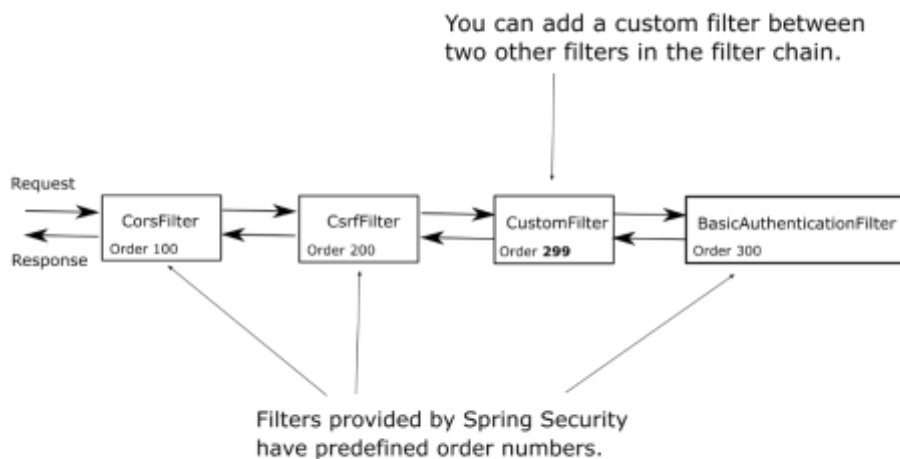 You can add a custom filter between
two other filters in the filter chain.
Request
CorsFilter
Order 100
CsrfFilter
Order 200
CustomFilter
Order 299
BasicAuthenticationFilter
Order 300
Response
Filters provided by Spring Security
have predefined order numbers.